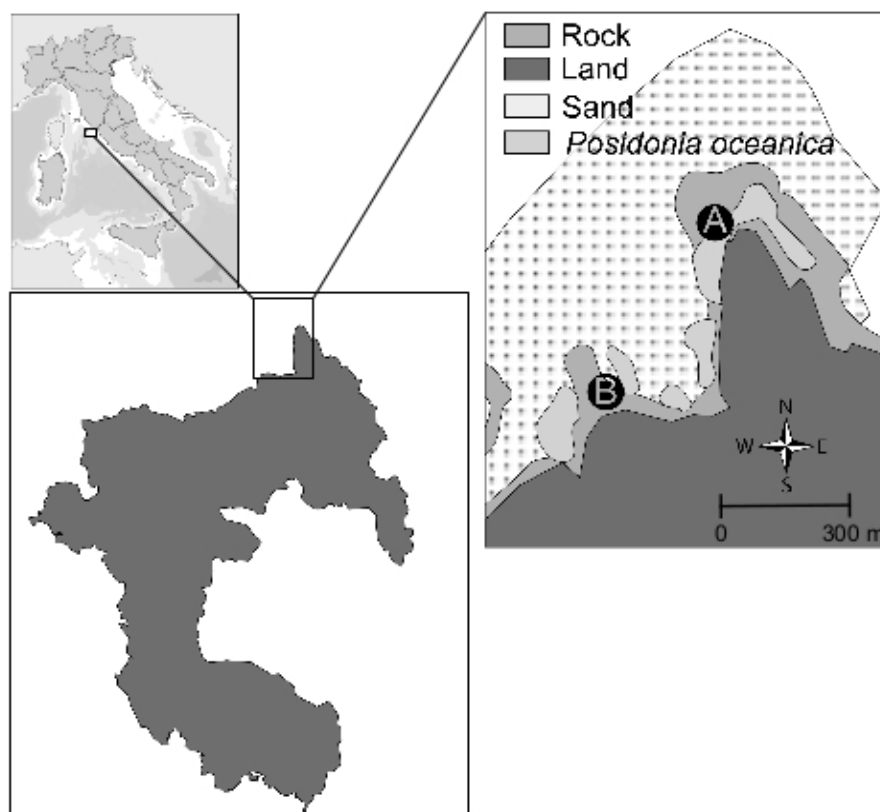 Rock
Land
Sand
Posidonia oceanica
A
B
N
W E
S
0 300 m